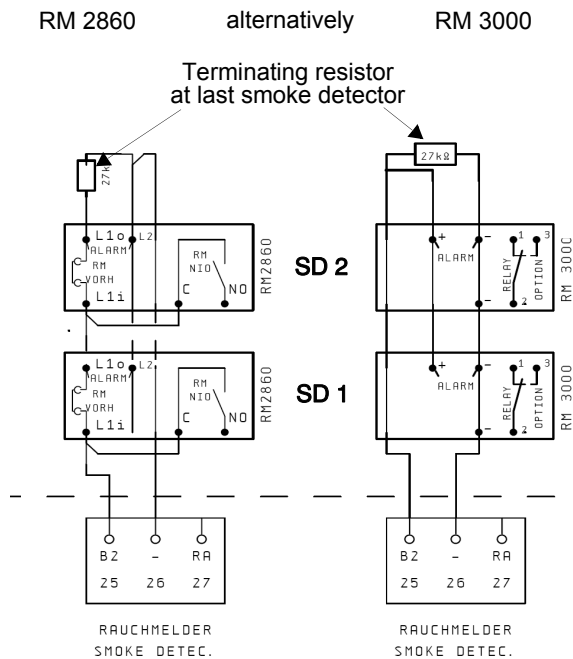 RM 2860 alternatively RM 3000
Terminating resistor
at last smoke detector
27k
27kΩ
L1o L2
ALARM
RM
VORH
L1i
RM
NIO
C NO
RM2860
SD 2
+ -
ALARM
-
1 3
RELAY
OPTION
2
RM 300
L1o L2
ALARM
RM
VORH
L1i
RM
NIO
C NO
RM2860
SD 1
+ -
ALARM
-
1 3
RELAY
OPTION
2
RM 3000
B2 - RA
25 26 27
RAUCHMELDER
SMOKE DETEC.
B2 - RA
25 26 27
RAUCHMELDER
SMOKE DETEC.